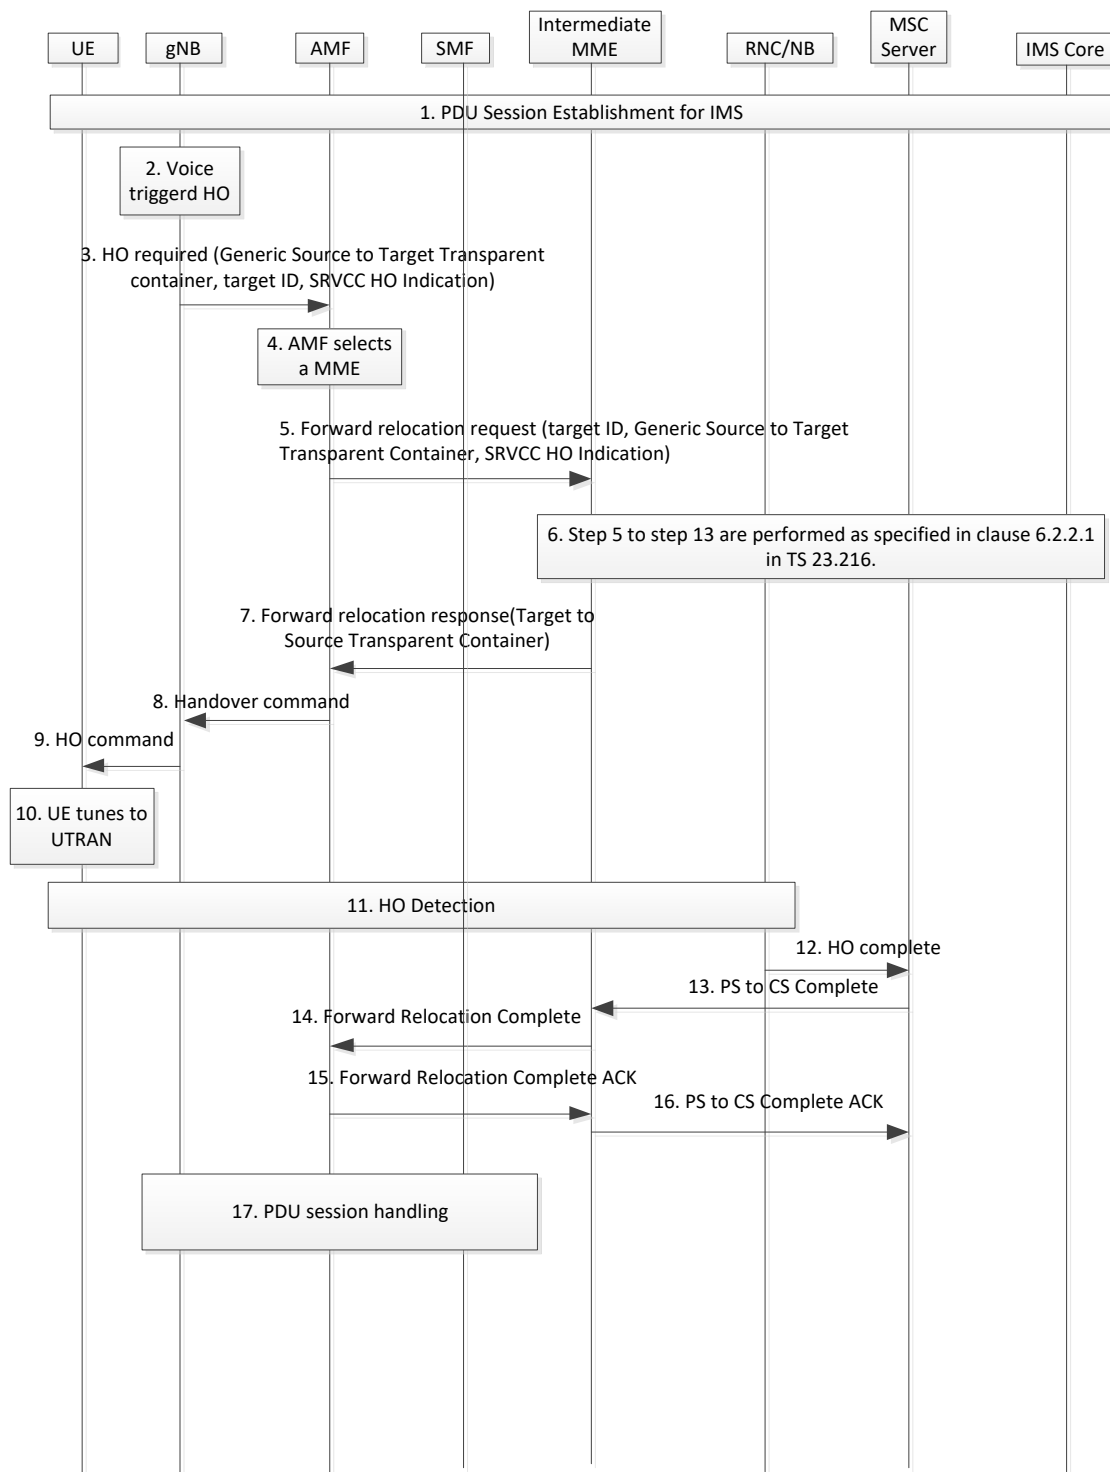 UE
gNB
AMF
SMF
Intermediate
MME
RNC/NB
MSC
Server
IMS Core
1. PDU Session Establishment for IMS
2. Voice
triggerd HO
3. HO required (Generic Source to Target Transparent
container, target ID, SRVCC HO Indication)
4. AMF selects
a MME
5. Forward relocation request (target ID, Generic Source to Target
Transparent Container, SRVCC HO Indication)
6. Step 5 to step 13 are performed as specified in clause 6.2.2.1
in TS 23.216.
7. Forward relocation response(Target to
Source Transparent Container)
8. Handover command
9. HO command
10. UE tunes to
UTRAN
11. HO Detection
12. HO complete
13. PS to CS Complete
14. Forward Relocation Complete
15. Forward Relocation Complete ACK
16. PS to CS Complete ACK
17. PDU session handling